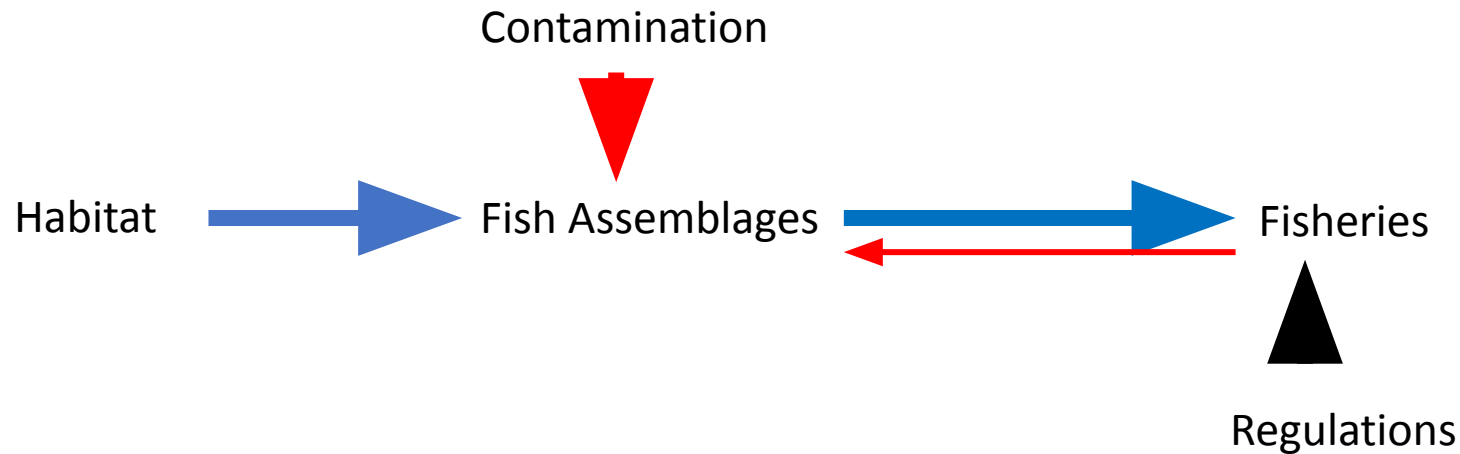 Contamination
Habitat
Fish Assemblages
Fisheries
Regulations